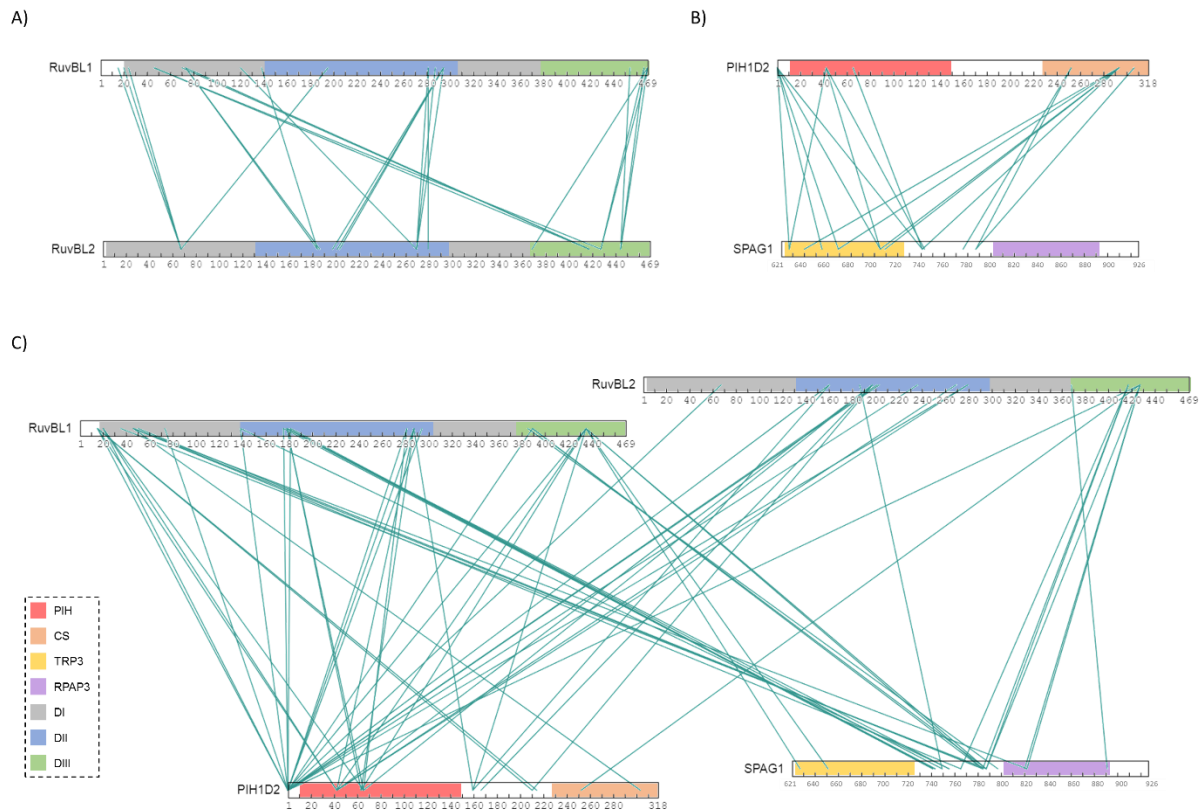 A)
B)
RuvBL1
1 20 40 60 80 100 120 140 160 180 200 220 240 260 280 300 320 340 360 380 400 420 440 469
PIH1D2
1 20 40 60 80 100 120 140 160 180 200 220 240 260 280 318
RuvBL2
1 20 40 60 80 100 120 140 160 180 200 220 240 260 280 300 320 340 360 380 400 420 440 469
SPAG1
621 640 660 680 700 720 740 760 780 800 820 840 860 880 900 926
C)
RuvBL2
1 20 40 60 80 100 120 140 160 180 200 220 240 260 280 300 320 340 360 380 400 420 440 469
RuvBL1
1 20 40 60 80 100 120 140 160 180 200 220 240 260 280 300 320 340 360 380 400 420 440 469
PIH
CS
TRP3
RPAP3
DI
DII
DIII
SPAG1
621 640 660 680 700 720 740 760 780 800 820 840 860 880 900 926
PIH1D2
1 20 40 60 80 100 120 140 160 180 200 220 240 260 280 318